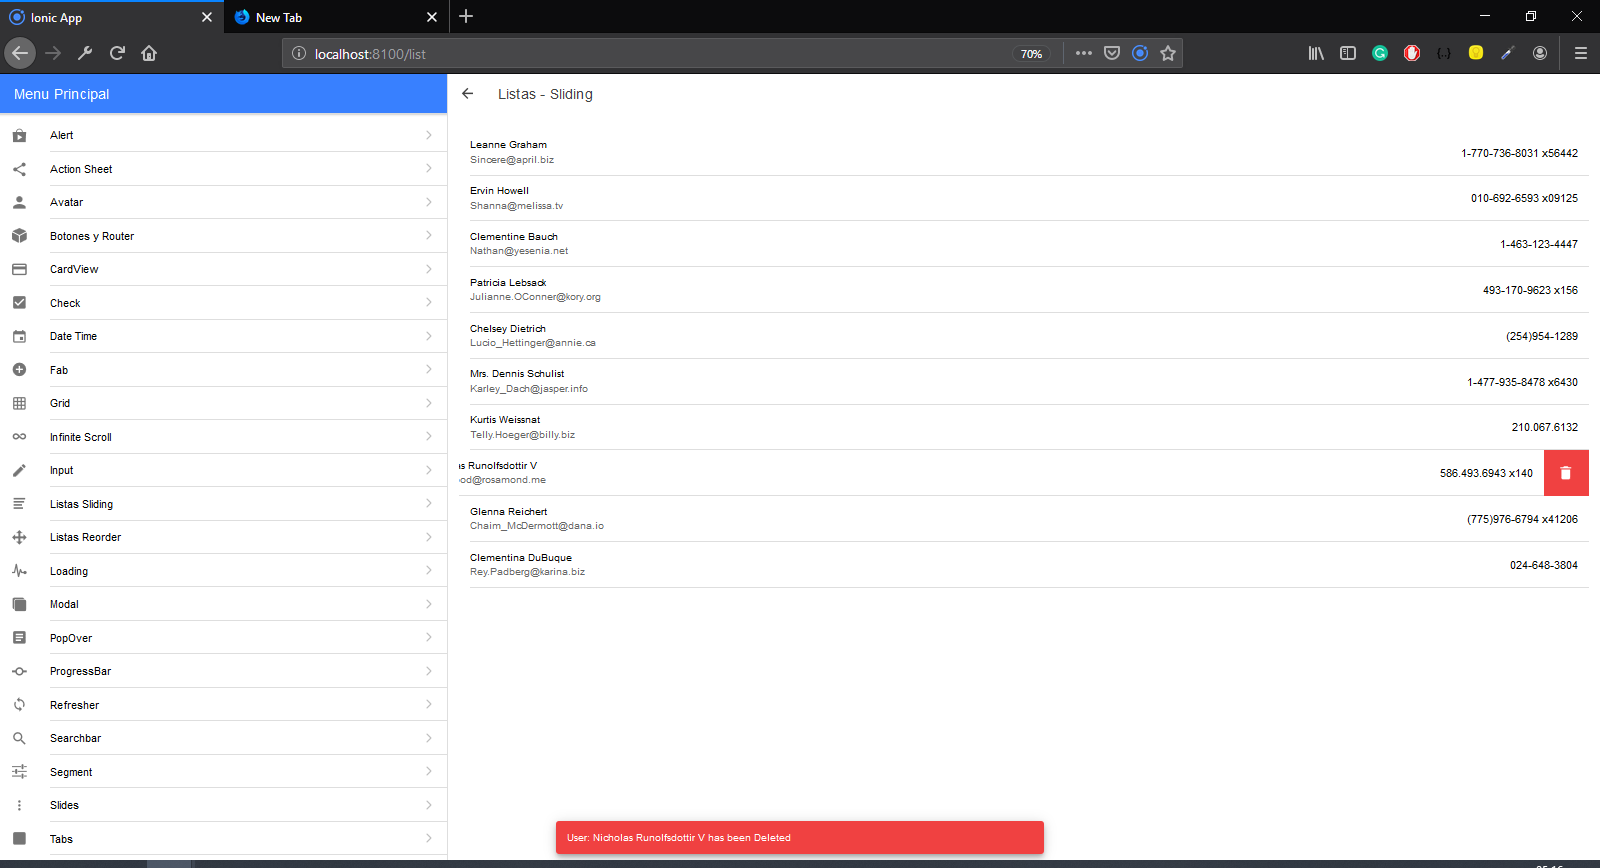 Ionic App
New Tab
localhost:8100/list
70%
Menu Principal
Listas - Sliding
Alert
Action Sheet
Avatar
Botones y Router
CardView
Check
Date Time
Fab
Grid
Infinite Scroll
Input
Listas Sliding
Listas Reorder
Loading
Modal
PopOver
ProgressBar
Refresher
Searchbar
Segment
Slides
Tabs
Leanne Graham
Sincere@april.biz
1-770-736-8031 x56442
Ervin Howell
Shanna@melissa.tv
010-692-6593 x09125
Clementine Bauch
Nathan@yesenia.net
1-463-123-4447
Patricia Lebsack
Julianne.OConner@kory.org
493-170-9623 x156
Chelsey Dietrich
Lucio_Hettinger@annie.ca
(254)954-1289
Mrs. Dennis Schulist
Karley_Dach@jasper.info
1-477-935-8478 x6430
Kurtis Weissnat
Telly.Hoeger@billy.biz
210.067.6132
as Runolfsdottir V
ood@rosamond.me
586.493.6943 x140
Glenna Reichert
Chaim_McDermott@dana.io
(775)976-6794 x41206
Clementina DuBuque
Rey.Padberg@karina.biz
024-648-3804
User: Nicholas Runolfsdottir V has been Deleted